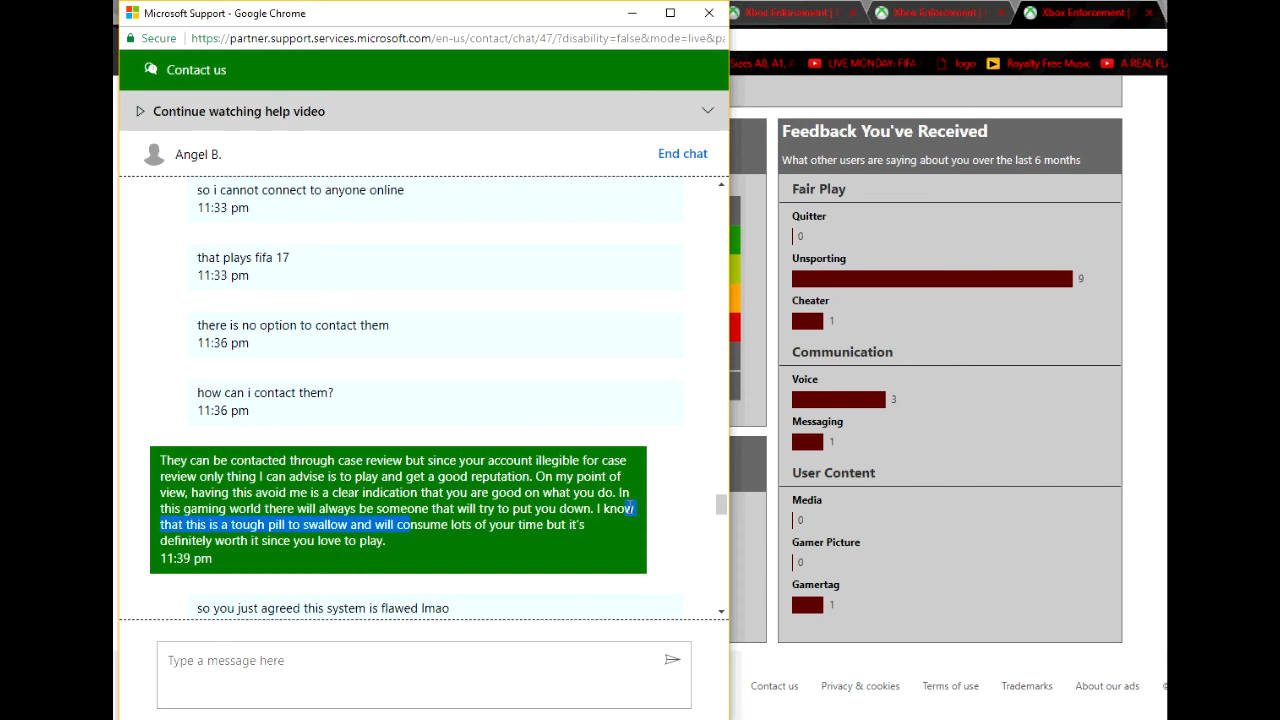 Microsoft Support - Google Chrome
Xbox Enforcement |
Xbox Enforcement |
Xbox Enforcement |
Secure https://partner.support.services.microsoft.com/en-us/contact/chat/47/?disability=false&mode=live&pa
Sizes A0, A1, A
LIVE MONDAY: FIFA
logo
Royalty Free Music
A REAL FL
Contact us
Continue watching help video
Angel B.
End chat
so i cannot connect to anyone online
11:33 pm
that plays fifa 17
11:33 pm
there is no option to contact them
11:36 pm
how can i contact them?
11:36 pm
They can be contacted through case review but since your account illegible for case
review only thing I can advise is to play and get a good reputation. On my point of
view, having this avoid me is a clear indication that you are good on what you do. In
this gaming world there will always be someone that will try to put you down. I know
that this is a tough pill to swallow and will consume lots of your time but it's
definitely worth it since you love to play.
11:39 pm
so you just agreed this system is flawed lmao
Type a message here
Feedback You've Received
What other users are saying about you over the last 6 months
Fair Play
Quitter
0
Unsporting
9
Cheater
1
Communication
Voice
3
Messaging
1
User Content
Media
0
Gamer Picture
0
Gamertag
1
Contact us
Privacy & cookies
Terms of use
Trademarks
About our ads
©